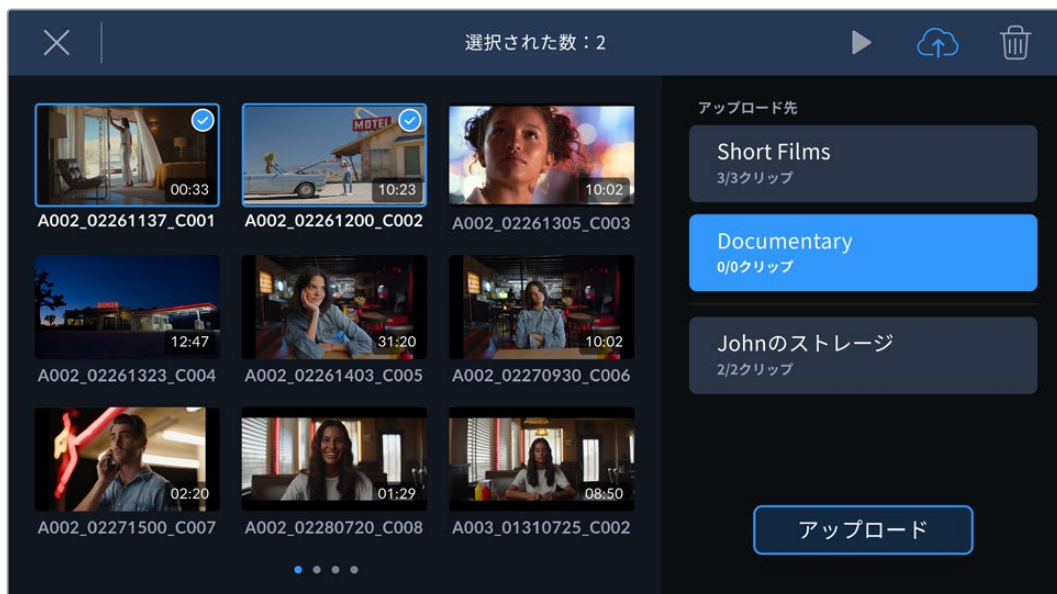 選択された数：2
アップロード先
00:33
MOTEL
10:23
10:02
A002_02261137_C001
A002_02261200_C002
A002_02261305_C003
DINER
12:47
31:20
10:02
A002_02261323_C004
A002_02261403_C005
A002_02270930_C006
02:20
01:29
08:50
A002_02271500_C007
A002_02280720_C008
A003_01310725_C002
Short Films
3/3クリップ
Documentary
0/0クリップ
Johnのストレージ
2/2クリップ
アップロード